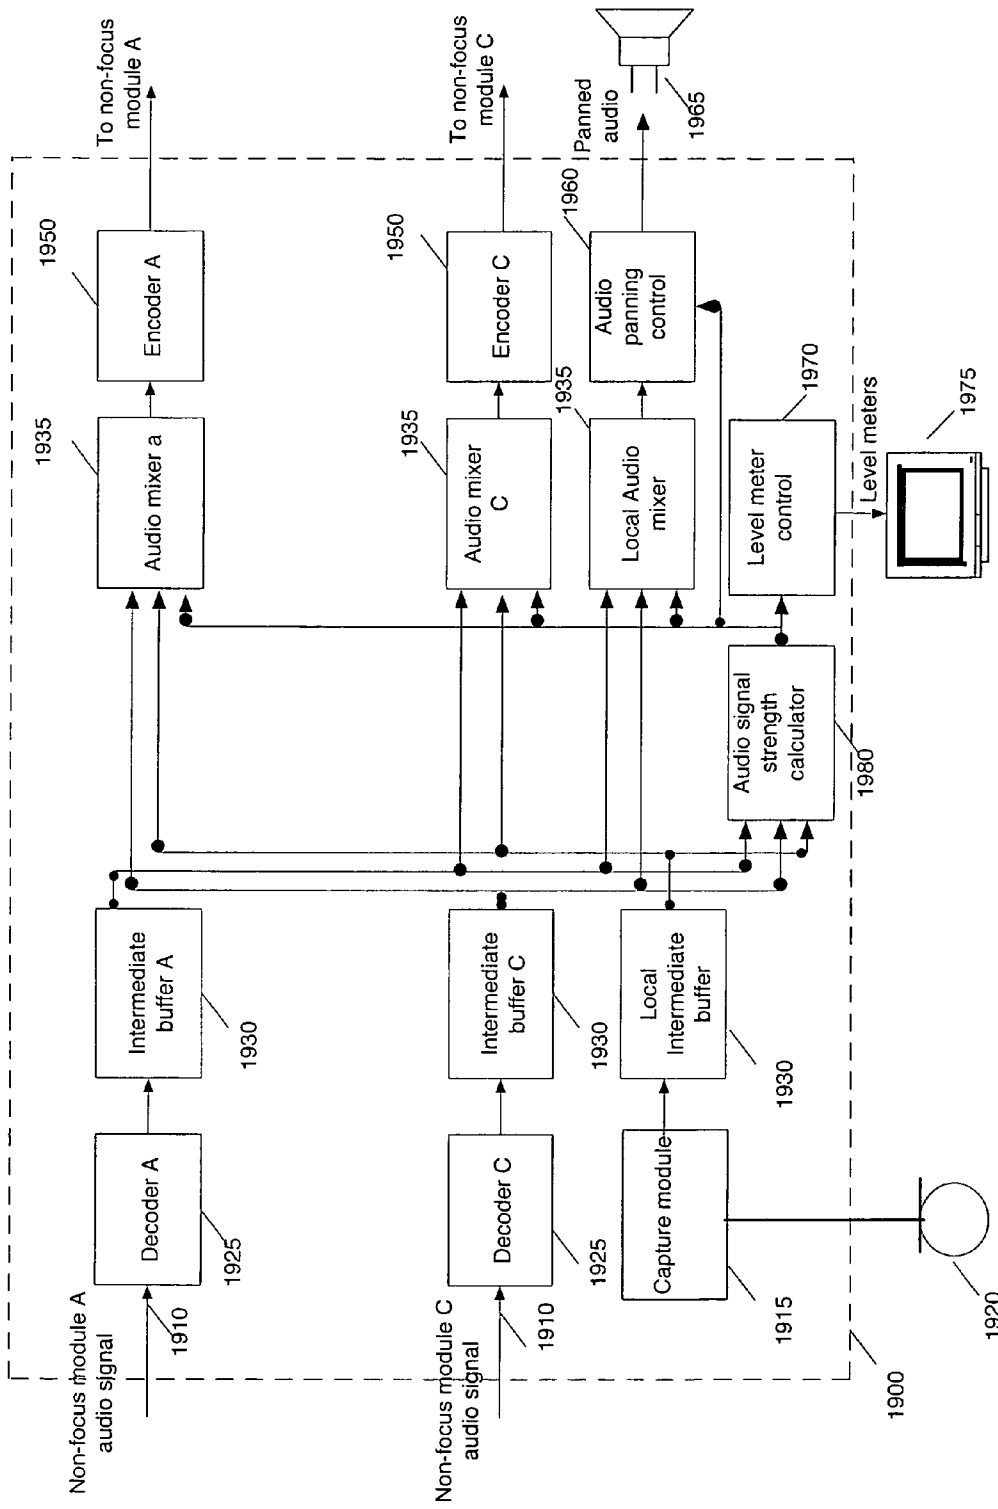 Non-focus module A
audio signal
1910
Decoder A
1925
Intermediate
buffer A
1930
Audio mixer a
1935
Encoder A
1950
To non-focus
module A
Non-focus module C
audio signal
1910
Decoder C
1925
Intermediate
buffer C
1930
Audio mixer
C
1935
Encoder C
1950
To non-focus
module C
Capture module
1915
1920
Local
Intermediate
buffer
1930
Local Audio
mixer
1935
Audio
panning
control
1960
Panned
audio
1965
Audio signal
strength
calculator
1980
Level meter
control
1970
Level meters
1975
1900